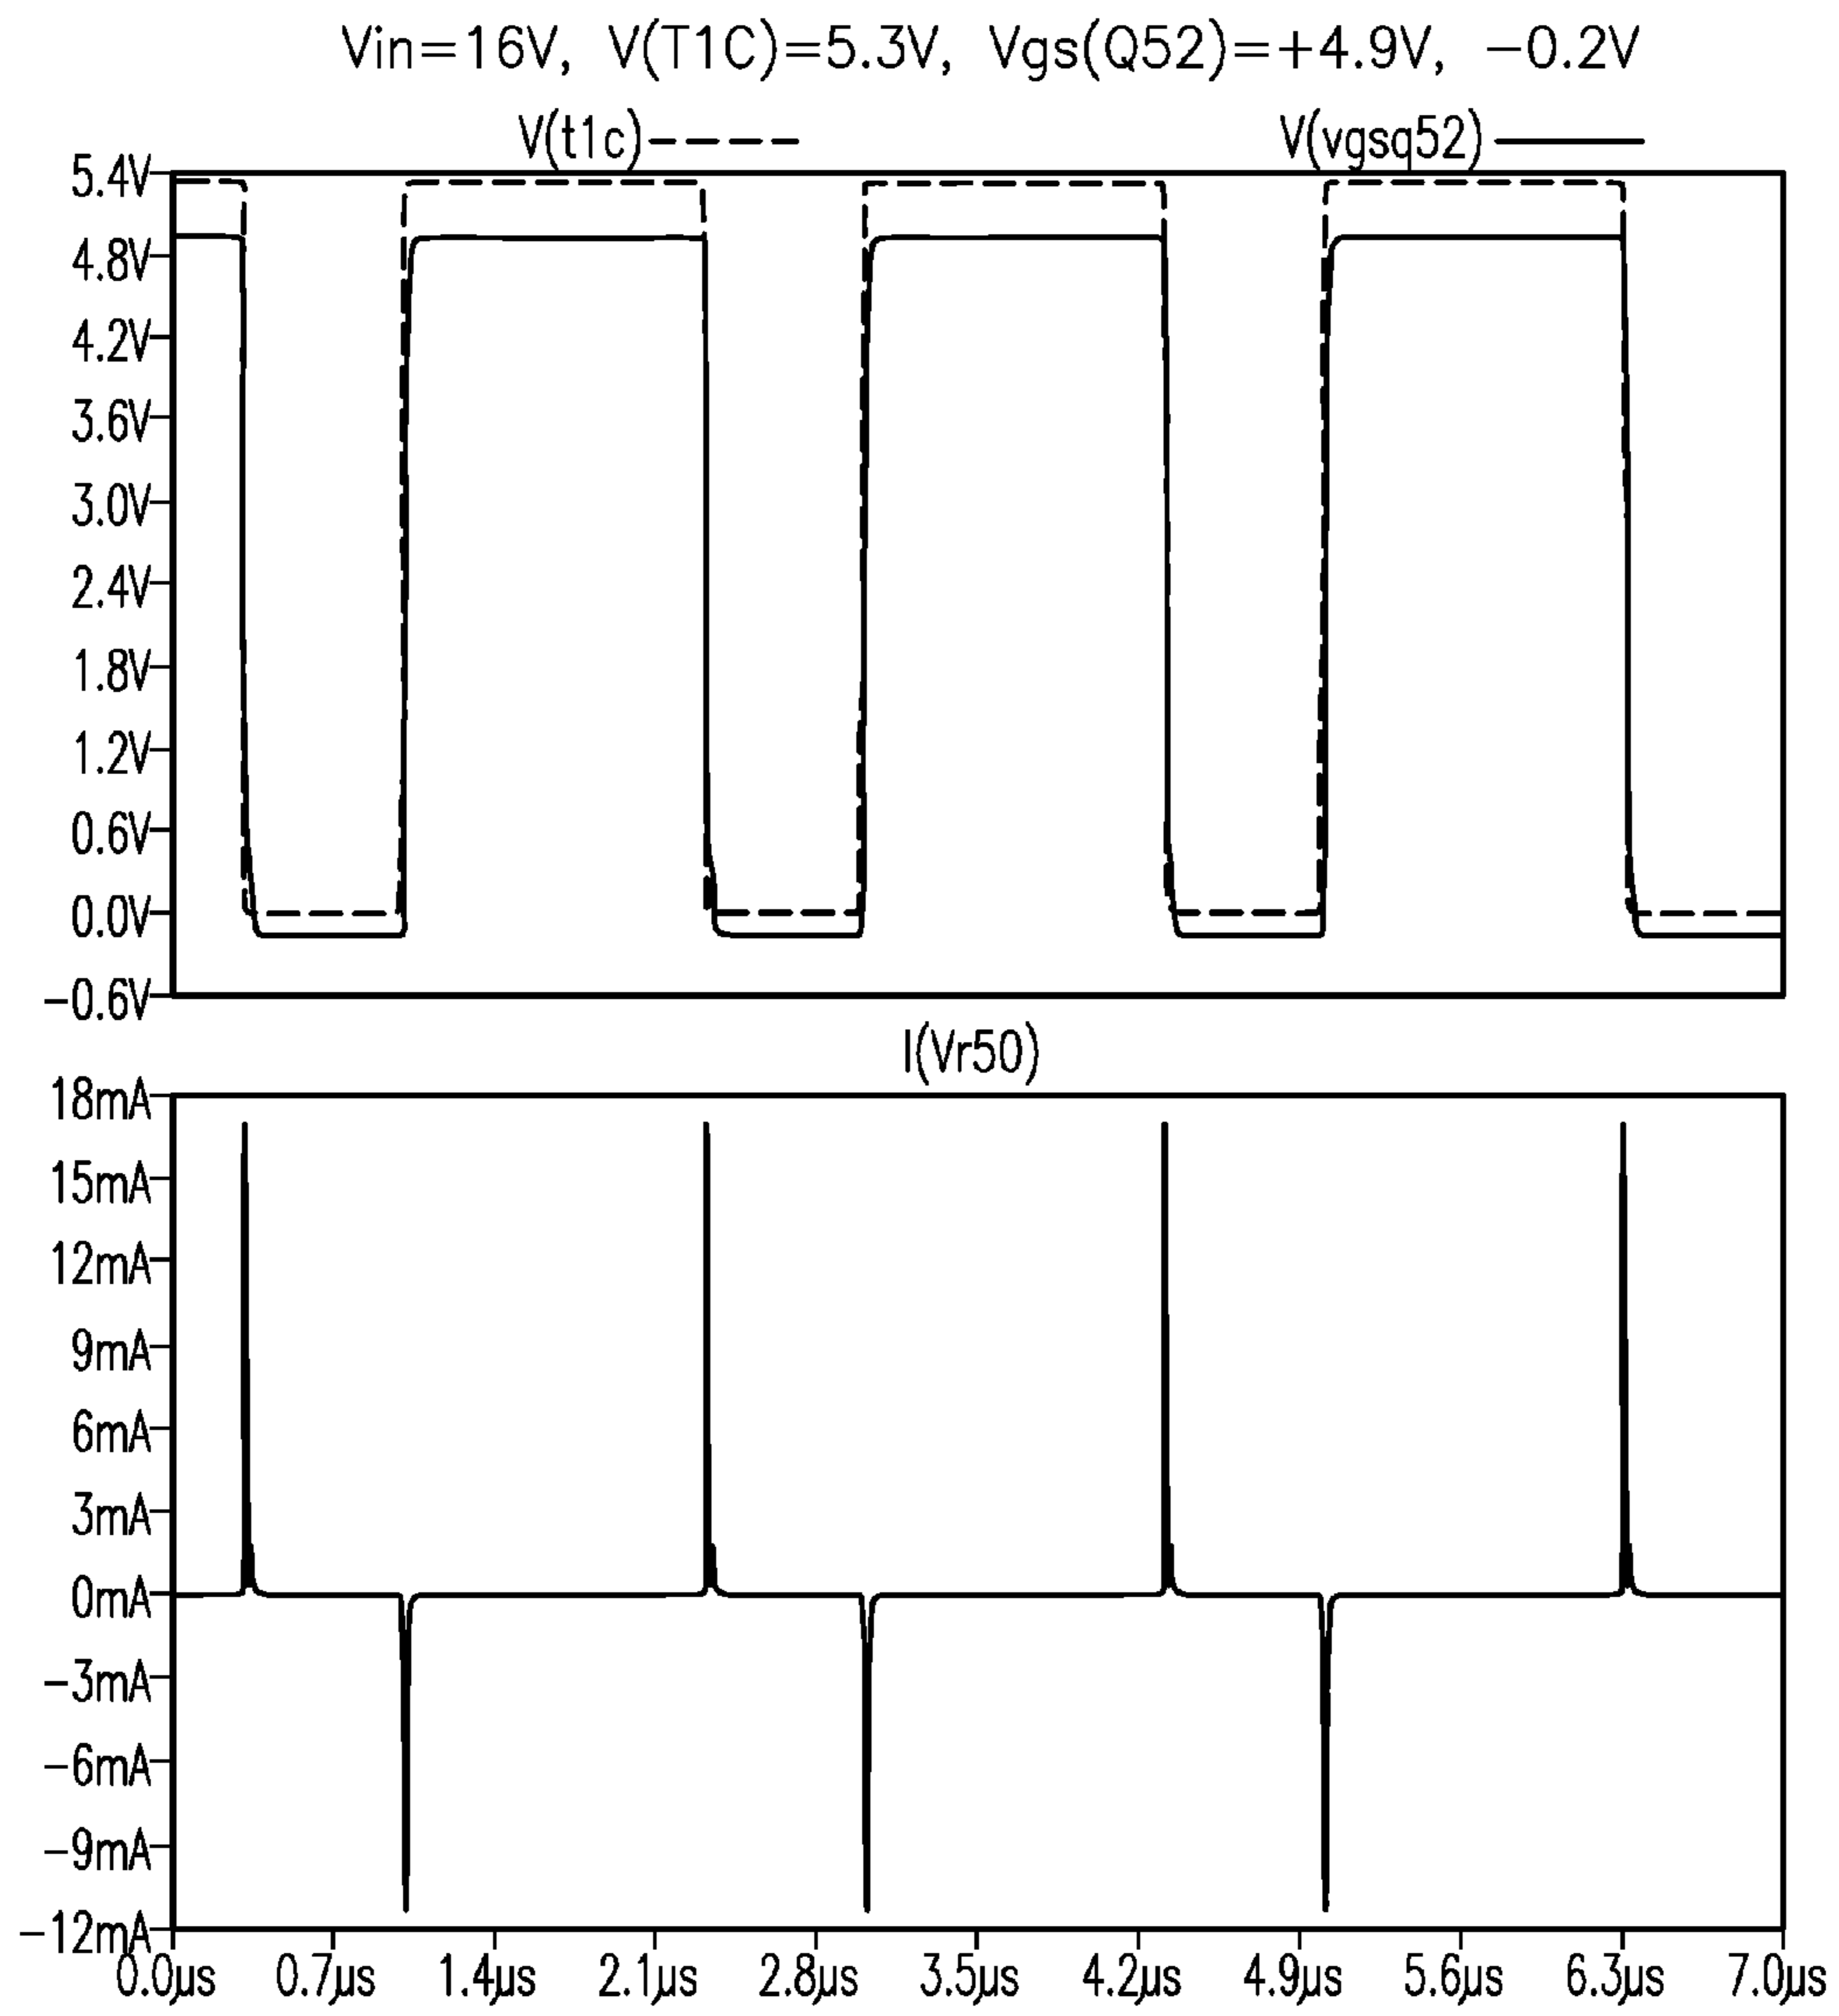 Vin=16V, V(T1C)=5.3V, Vgs(Q52)=+4.9V, −0.2V
V(t1c) V(vgsq52)
5.4V
4.8V
4.2V
3.6V
3.0V
2.4V
1.8V
1.2V
0.6V
0.0V
−0.6V
I(Vr50)
18mA
15mA
12mA
9mA
6mA
3mA
0mA
−3mA
−6mA
−9mA
−12mA
0.0µs 0.7µs 1.4µs 2.1µs 2.8µs 3.5µs 4.2µs 4.9µs 5.6µs 6.3µs 7.0µs